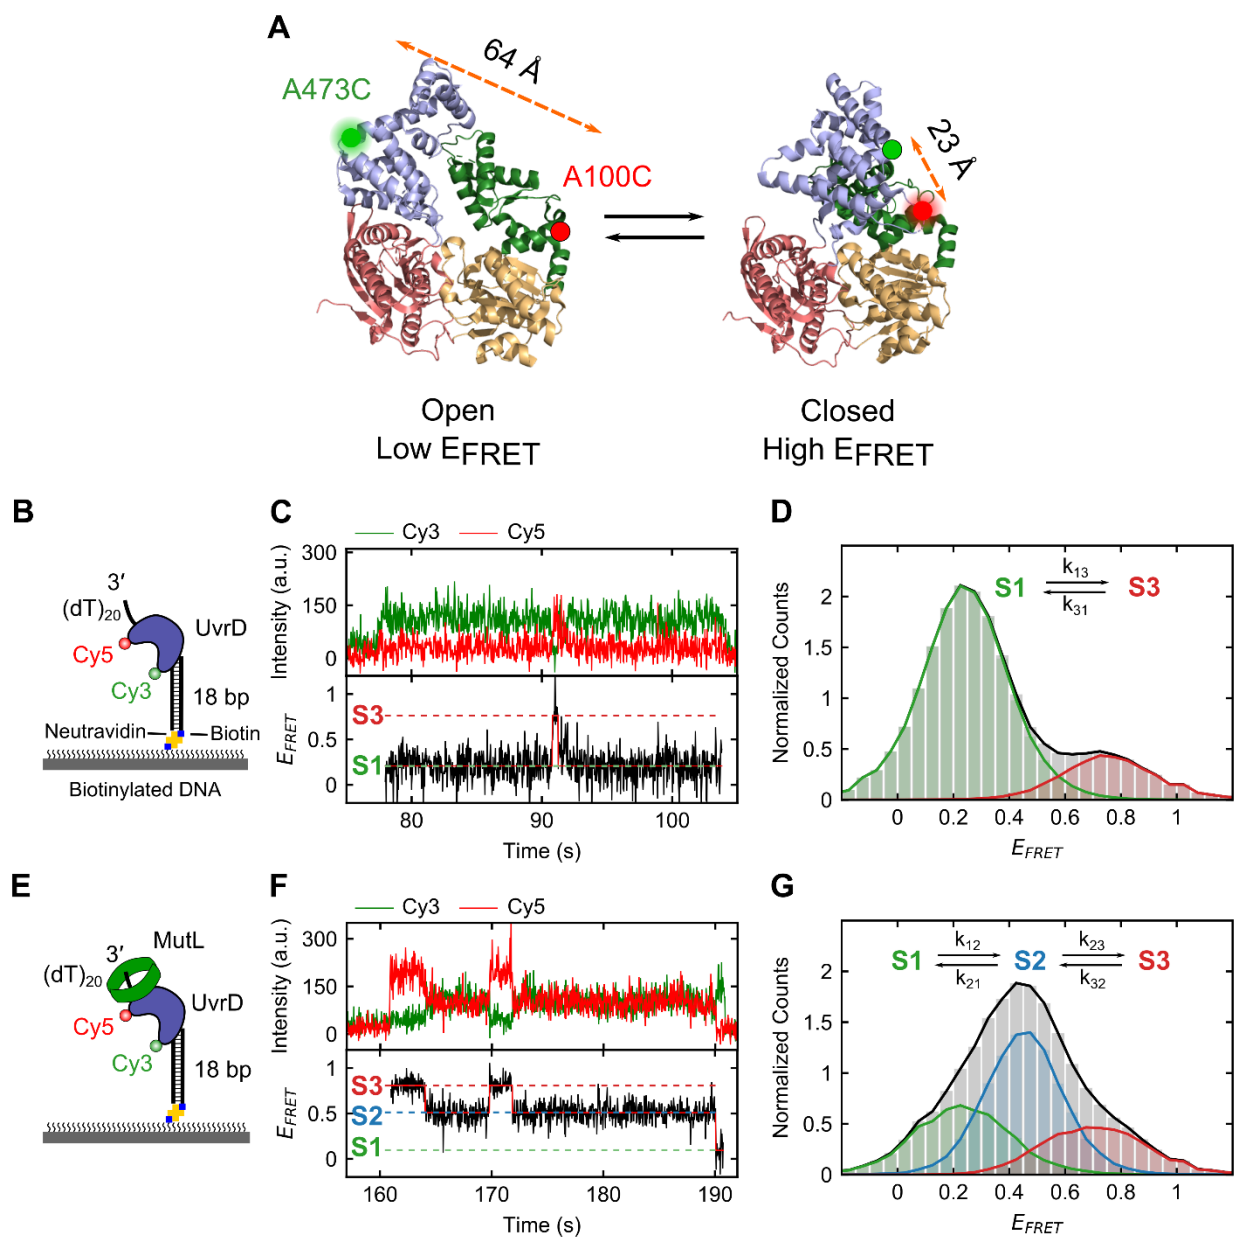 A
64 Å
A473C
A100C
23 Å
Open
Low EFRET
Closed
High EFRET
B
3′
(dT)20
UvrD
Cy5
Cy3
18 bp
Neutravidin
Biotin
Biotinylated DNA
C
Cy3
Cy5
Intensity (a.u.)
300
150
0
EFRET
1
0.5
0
S3
S1
80
90
100
Time (s)
D
Normalized Counts
2
1.5
1
0.5
0
S1
k13
k31
S3
0
0.2
0.4
0.6
0.8
1
EFRET
E
3′
MutL
(dT)20
UvrD
Cy5
Cy3
18 bp
F
Cy3
Cy5
Intensity (a.u.)
300
150
0
EFRET
1
0.5
0
S3
S2
S1
160
170
180
190
Time (s)
G
Normalized Counts
2
1.5
1
0.5
0
S1
k12
k21
S2
k23
k32
S3
0
0.2
0.4
0.6
0.8
1
EFRET